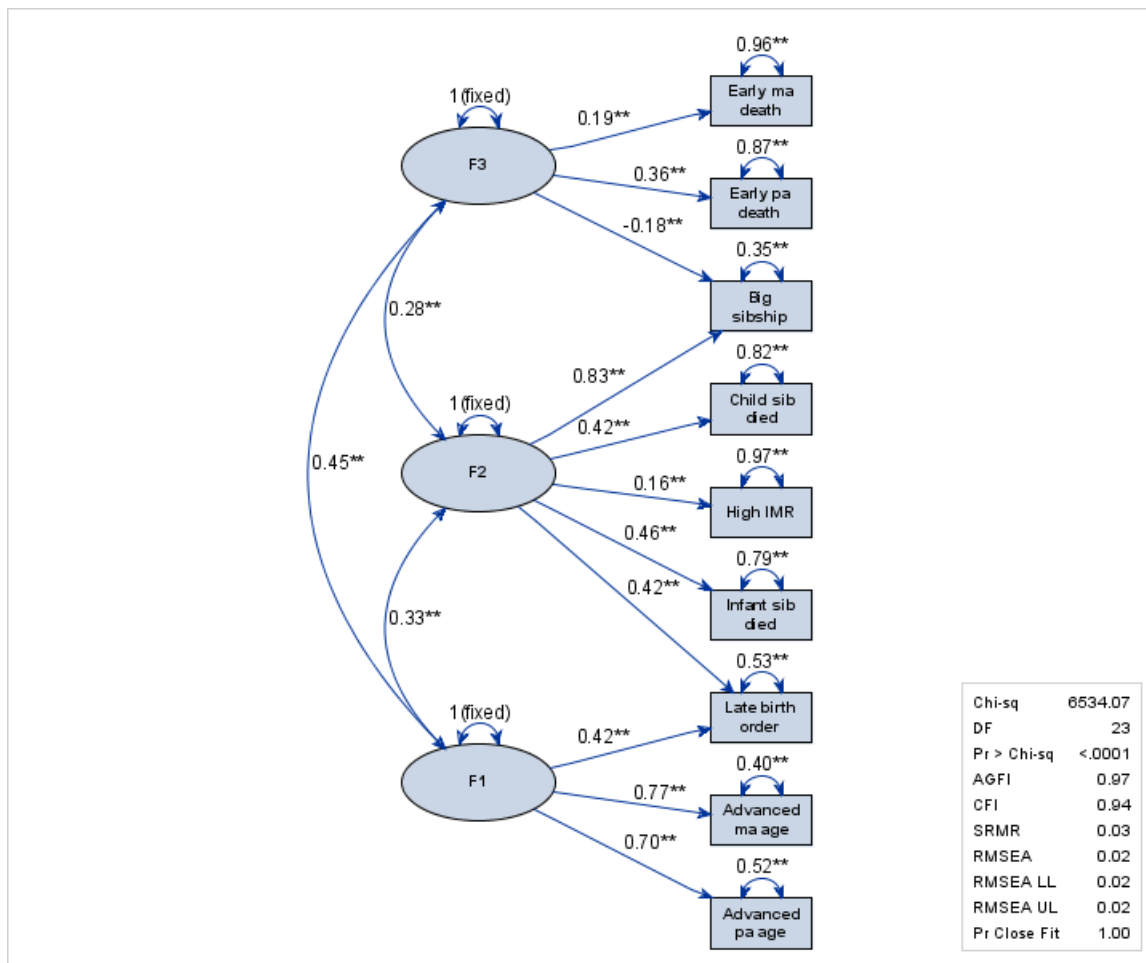 0.96**
Early ma
death
1(fixed)
0.19**
0.87**
F3
0.36**
Early pa
death
-0.18**
0.35**
Big
sibship
0.28**
0.82**
0.83**
Child sib
died
1(fixed)
0.42**
0.97**
0.45**
F2
0.16**
High IMR
0.46**
0.79**
0.42**
Infant sib
died
0.33**
0.53**
1(fixed)
0.42**
Late birth
order
0.40**
F1
0.77**
Advanced
ma age
0.70**
0.52**
Advanced
pa age
Chi-sq 6534.07
DF 23
Pr > Chi-sq <.0001
AGFI 0.97
CFI 0.94
SRMR 0.03
RMSEA 0.02
RMSEA LL 0.02
RMSEA UL 0.02
Pr Close Fit 1.00